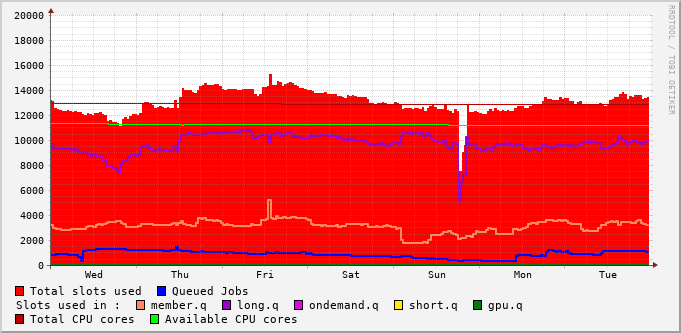 20000
18000
16000
14000
12000
10000
8000
6000
4000
2000
0
Wed Thu Fri Sat Sun Mon Tue
Total slots used Queued Jobs
Slots used in : member.q long.q ondemand.q short.q gpu.q
Total CPU cores Available CPU cores
RRDTOOL / TOBI OETIKER